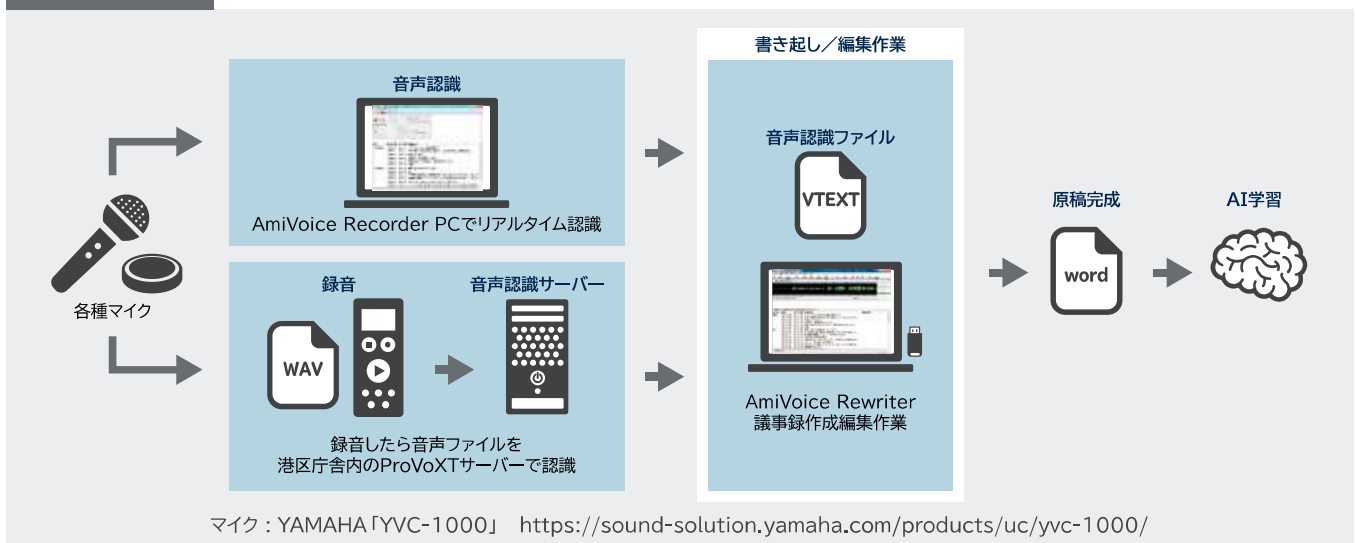 書き起し／編集作業
音声認識
AmiVoice Recorder PCでリアルタイム認識
各種マイク
録音
音声認識サーバー
WAV
録音したら音声ファイルを
港区庁舎内のProVoXTサーバーで認識
音声認識ファイル
VTEXT
AmiVoice Rewriter
議事録作成編集作業
原稿完成
word
AI学習
マイク：YAMAHA「YVC-1000」 https://sound-solution.yamaha.com/products/uc/yvc-1000/